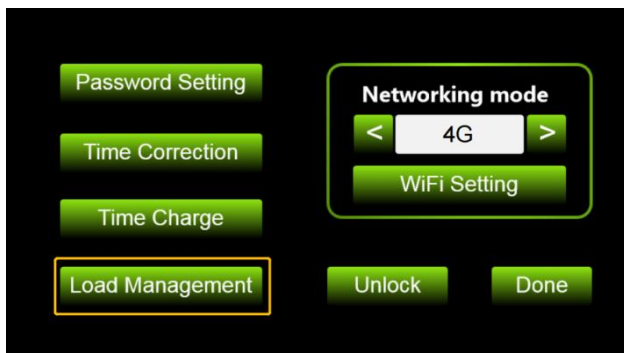 Password Setting
Time Correction
Time Charge
Load Management
Networking mode
< 4G >
WiFi Setting
Unlock
Done